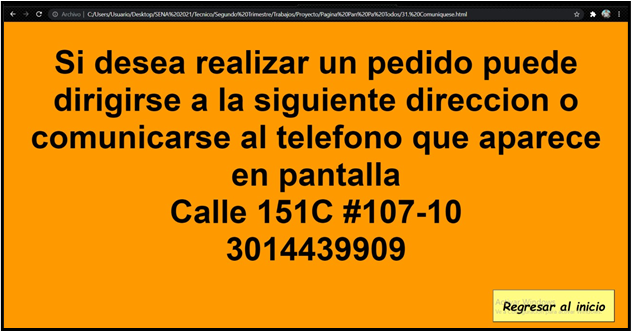 Archivo | C:/Users/Usuario/Desktop/SENA%202021/Tecnico/Segundo%20Trimestre/Trabajos/Proyecto/Pagina%20Pan%20Pa%20Todos/31.%20Comuniquese.html
Si desea realizar un pedido puede
dirigirse a la siguiente direccion o
comunicarse al telefono que aparece
en pantalla
Calle 151C #107-10
3014439909
Regresar al inicio